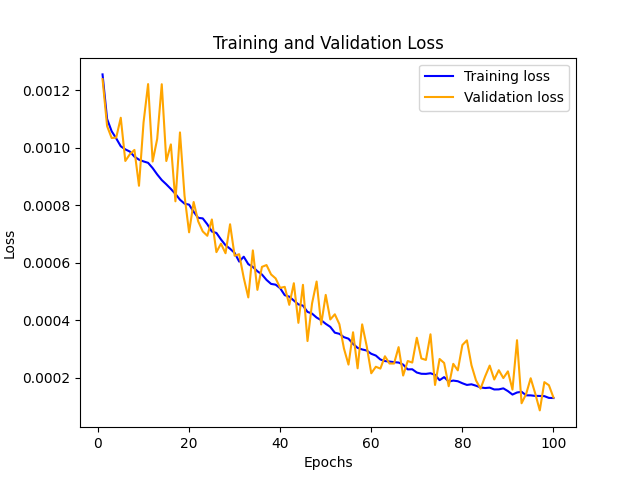 Training and Validation Loss
Training loss
Validation loss
0.0012
0.0010
0.0008
0.0006
0.0004
0.0002
Loss
0
20
40
60
80
100
Epochs